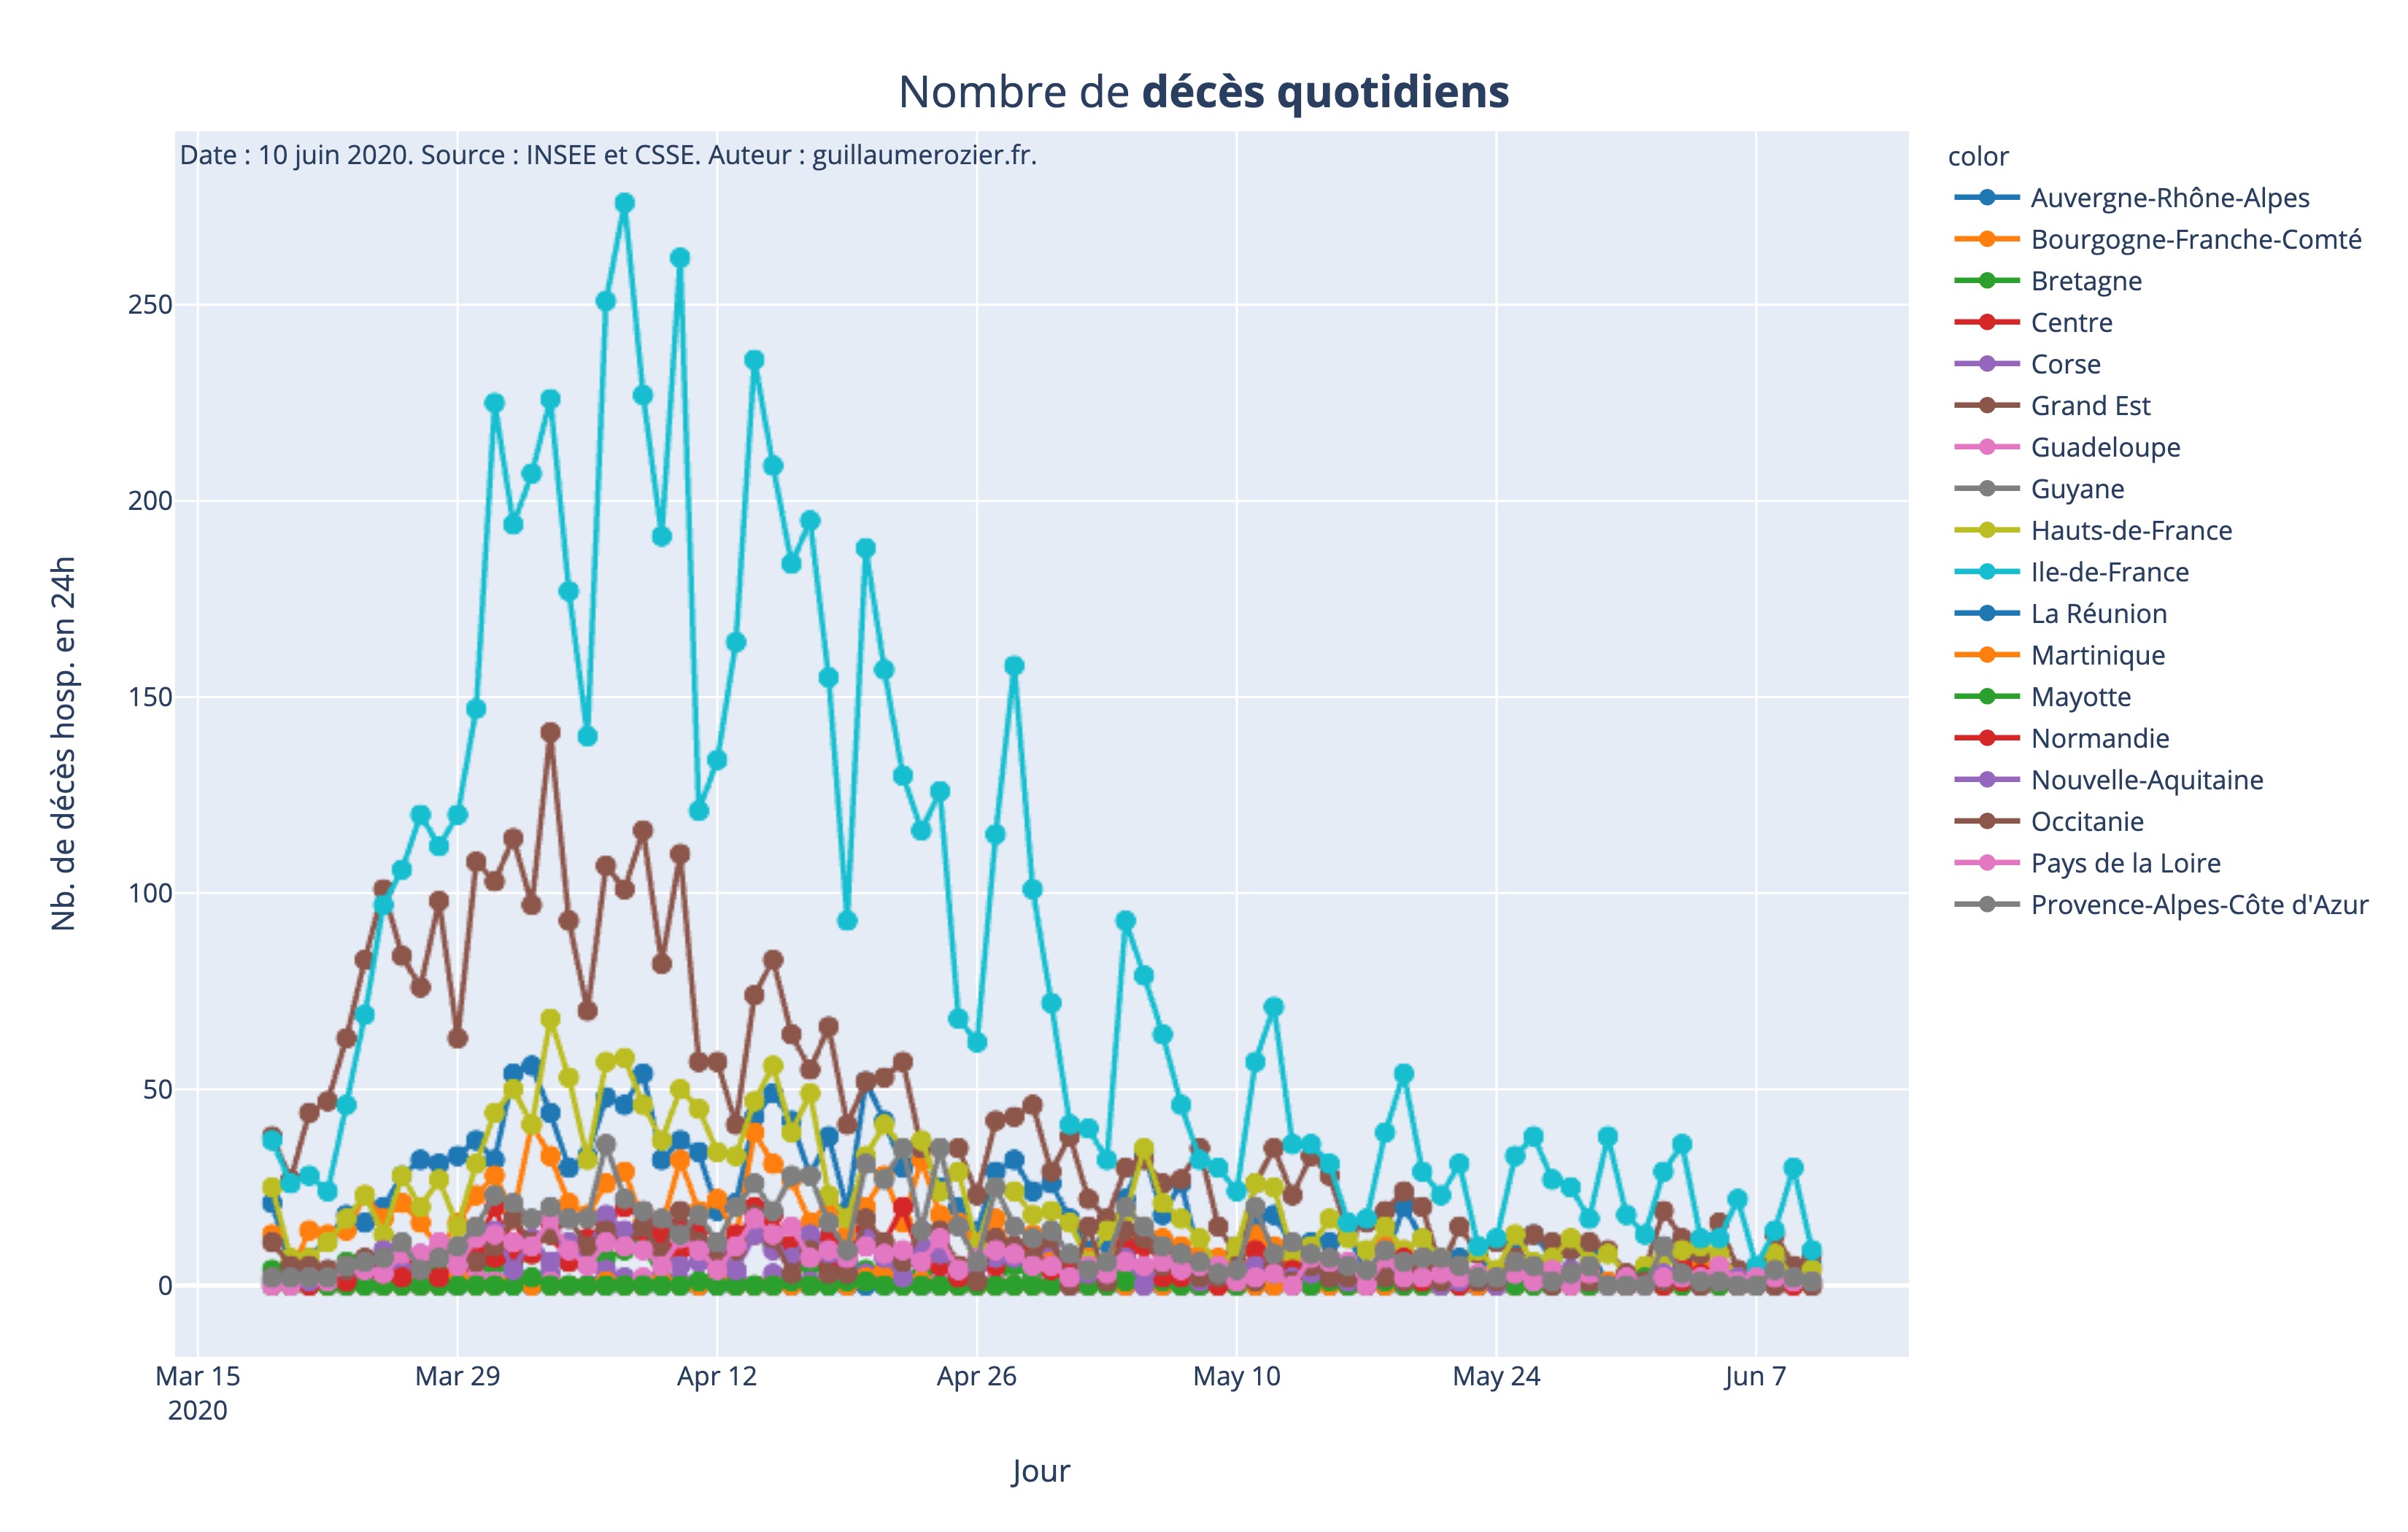 Nombre de décès quotidiens
Date : 10 juin 2020. Source : INSEE et CSSE. Auteur : guillaumerozier.fr.
color
Auvergne-Rhône-Alpes
Bourgogne-Franche-Comté
Bretagne
Centre
Corse
Grand Est
Guadeloupe
Guyane
Hauts-de-France
Ile-de-France
La Réunion
Martinique
Mayotte
Normandie
Nouvelle-Aquitaine
Occitanie
Pays de la Loire
Provence-Alpes-Côte d'Azur
Nb. de décès hosp. en 24h
250
200
150
100
50
0
Mar 15 Mar 29 Apr 12 Apr 26 May 10 May 24 Jun 7
2020
Jour